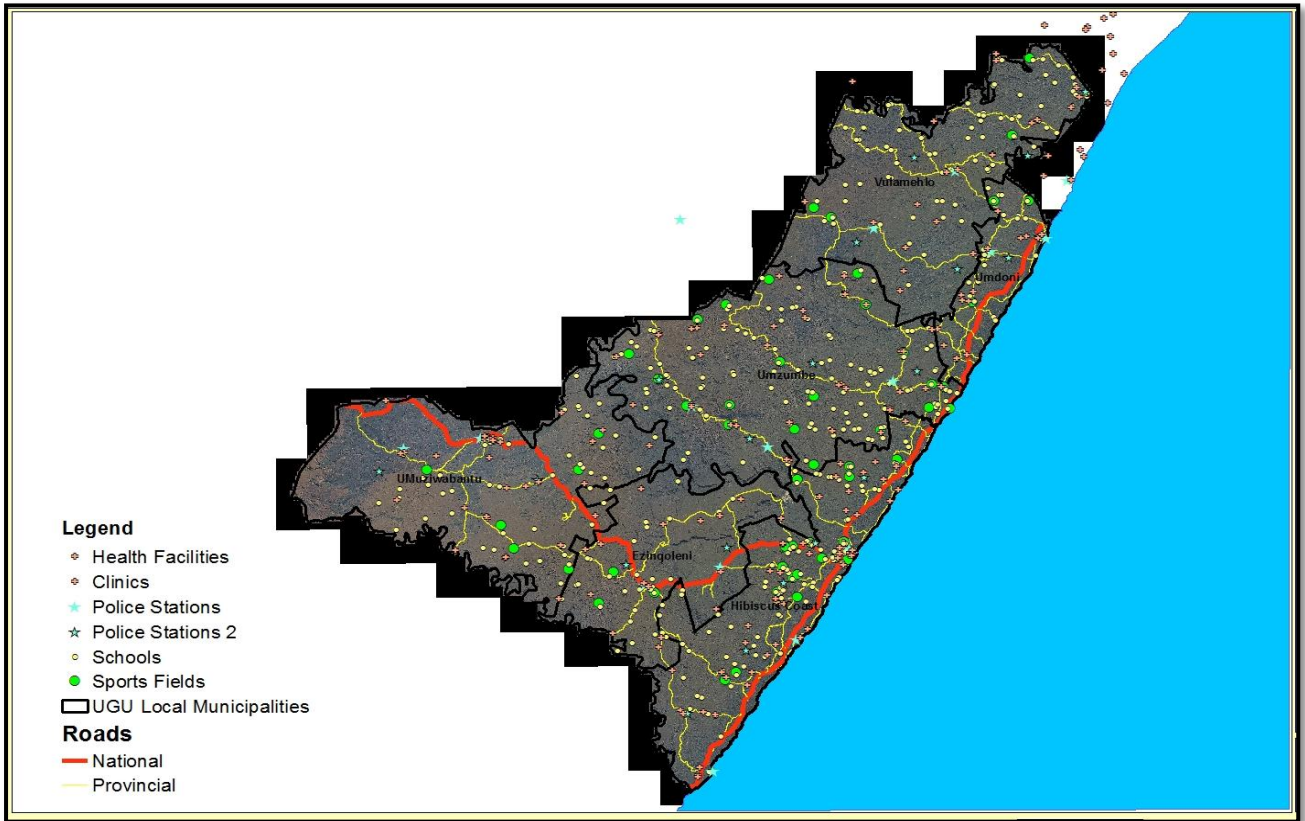 Vulamehlo
Umdoni
Umzumbe
UMuziwabantu
Ezingoleni
Hibiscus Coast
Legend
Health Facilities
Clinics
Police Stations
Police Stations 2
Schools
Sports Fields
UGU Local Municipalities
Roads
National
Provincial